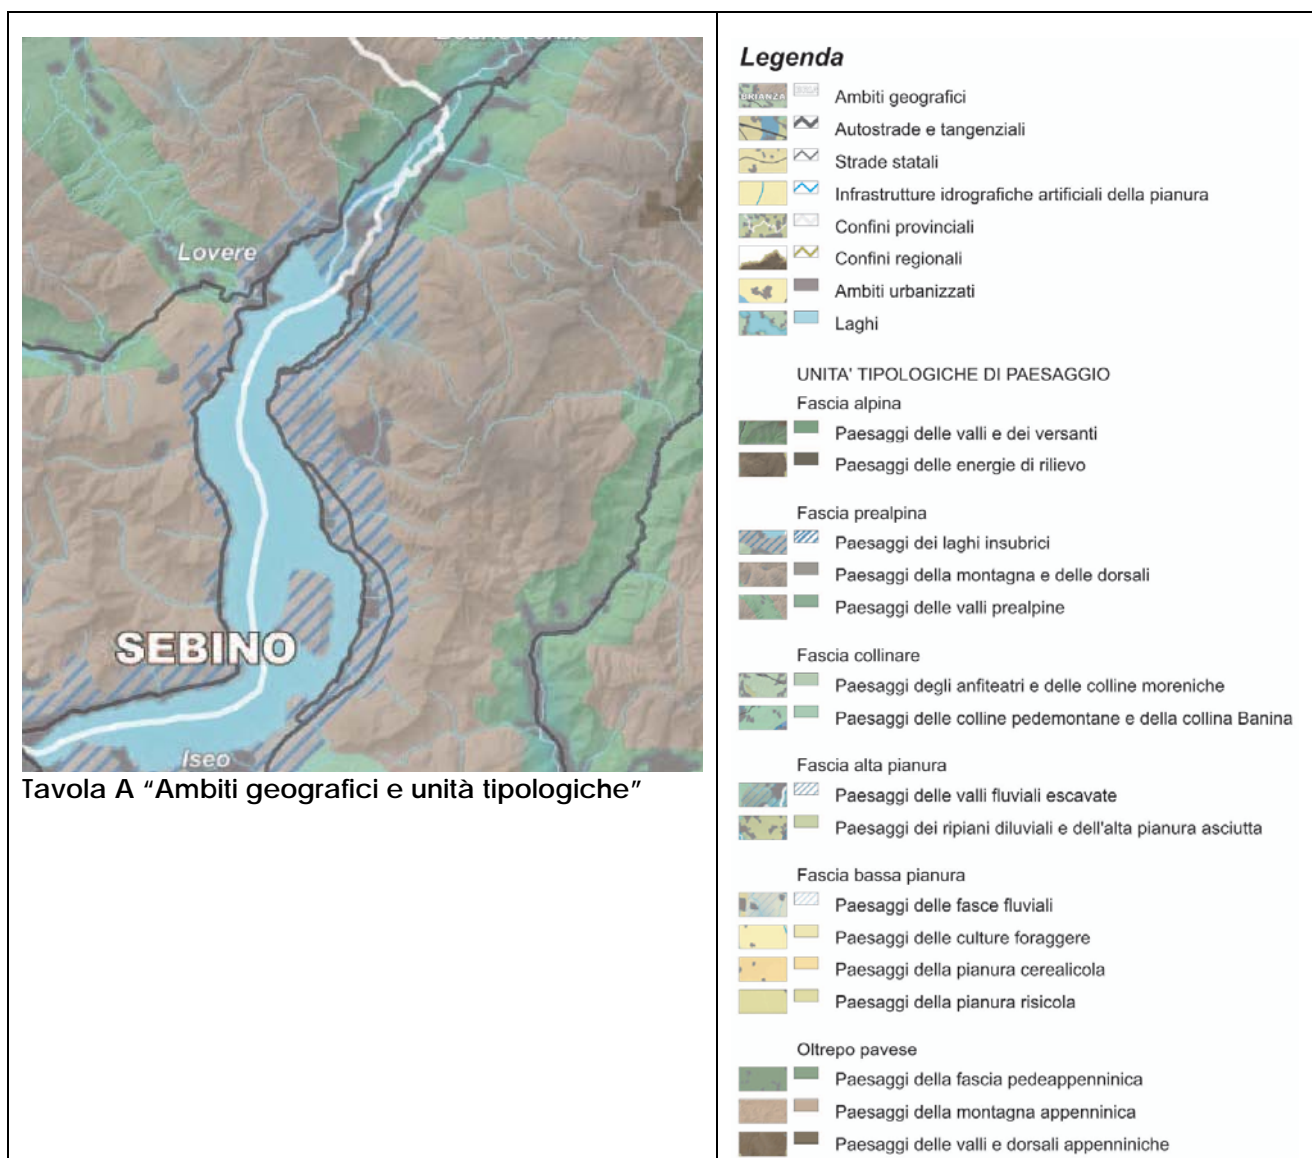 Lovere
SEBINO
Iseo
Tavola A “Ambiti geografici e unità tipologiche”
Legenda
BRIANZA
Ambiti geografici
Autostrade e tangenziali
Strade statali
Infrastrutture idrografiche artificiali della pianura
Confini provinciali
Confini regionali
Ambiti urbanizzati
Laghi
UNITA' TIPOLOGICHE DI PAESAGGIO
Fascia alpina
Paesaggi delle valli e dei versanti
Paesaggi delle energie di rilievo
Fascia prealpina
Paesaggi dei laghi insubrici
Paesaggi della montagna e delle dorsali
Paesaggi delle valli prealpine
Fascia collinare
Paesaggi degli anfiteatri e delle colline moreniche
Paesaggi delle colline pedemontane e della collina Banina
Fascia alta pianura
Paesaggi delle valli fluviali escavate
Paesaggi dei ripiani diluviali e dell'alta pianura asciutta
Fascia bassa pianura
Paesaggi delle fasce fluviali
Paesaggi delle culture foraggere
Paesaggi della pianura cerealicola
Paesaggi della pianura risicola
Oltrepo pavese
Paesaggi della fascia pedeappenninica
Paesaggi della montagna appenninica
Paesaggi delle valli e dorsali appenniniche